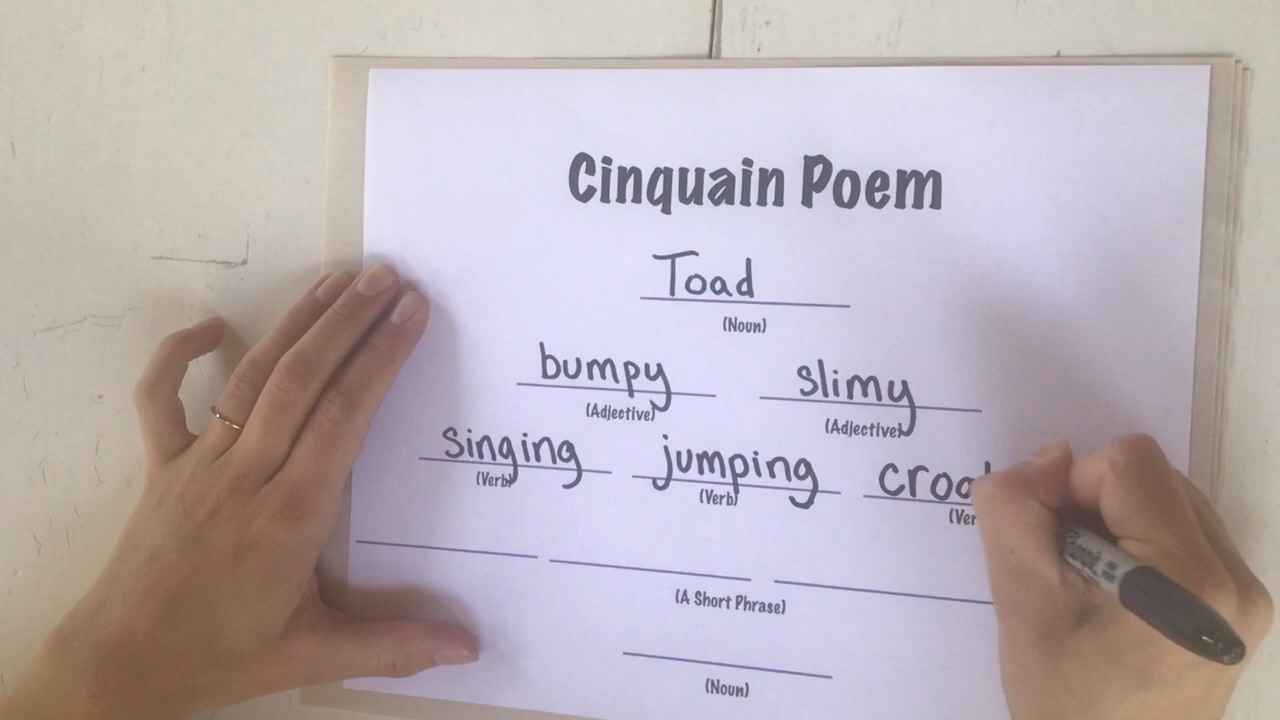 Cinquain Poem
Toad
(Noun)
bumpy slimy
(Adjective) (Adjective)
singing jumping
(Verb) (Verb)
(A Short Phrase)
(Noun)